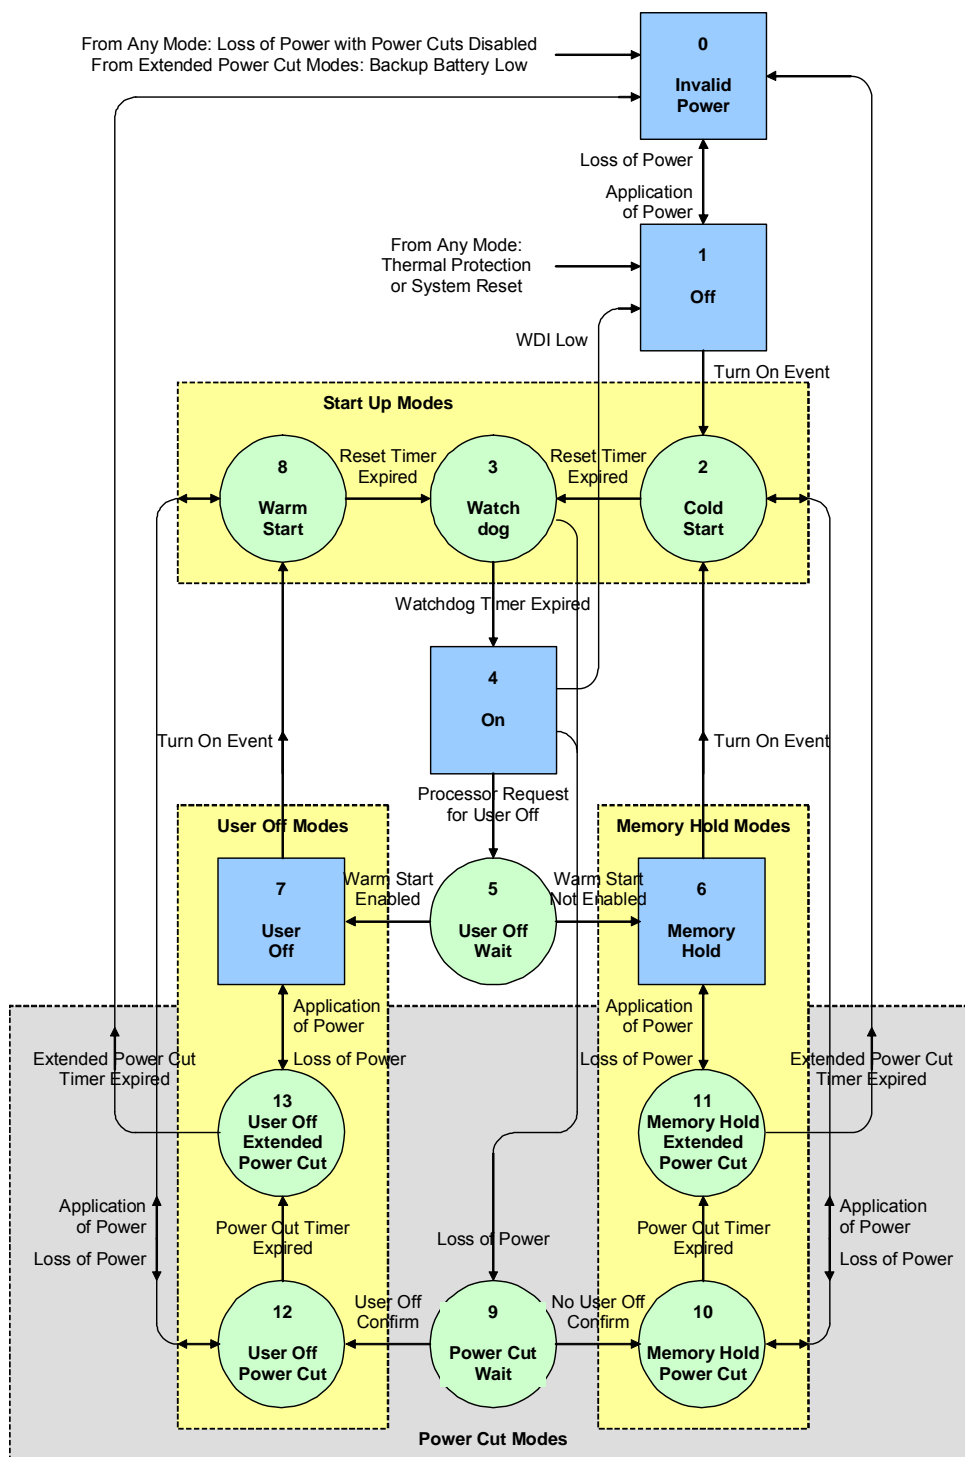 From Any Mode: Loss of Power with Power Cuts Disabled
From Extended Power Cut Modes: Backup Battery Low
0
Invalid
Power
Loss of Power
Application
of Power
From Any Mode:
Thermal Protection
or System Reset
1
Off
WDI Low
Turn On Event
Start Up Modes
8
Warm
Start
Reset Timer
Expired
3
Watch
dog
Reset Timer
Expired
2
Cold
Start
Watchdog Timer Expired
4
On
Turn On Event
Turn On Event
Processor Request
for User Off
User Off Modes
Memory Hold Modes
7
User
Off
Warm Start
Enabled
5
User Off
Wait
Warm Start
Not Enabled
6
Memory
Hold
Application
of Power
Loss of Power
Application
of Power
Loss of Power
Extended Power Cut
Timer Expired
Extended Power Cut
Timer Expired
13
User Off
Extended
Power Cut
11
Memory Hold
Extended
Power Cut
Application
of Power
Loss of Power
Power Cut Timer
Expired
Loss of Power
Power Cut Timer
Expired
Application
of Power
Loss of Power
12
User Off
Power Cut
User Off
Confirm
9
Power Cut
Wait
No User Off
Confirm
10
Memory Hold
Power Cut
Power Cut Modes